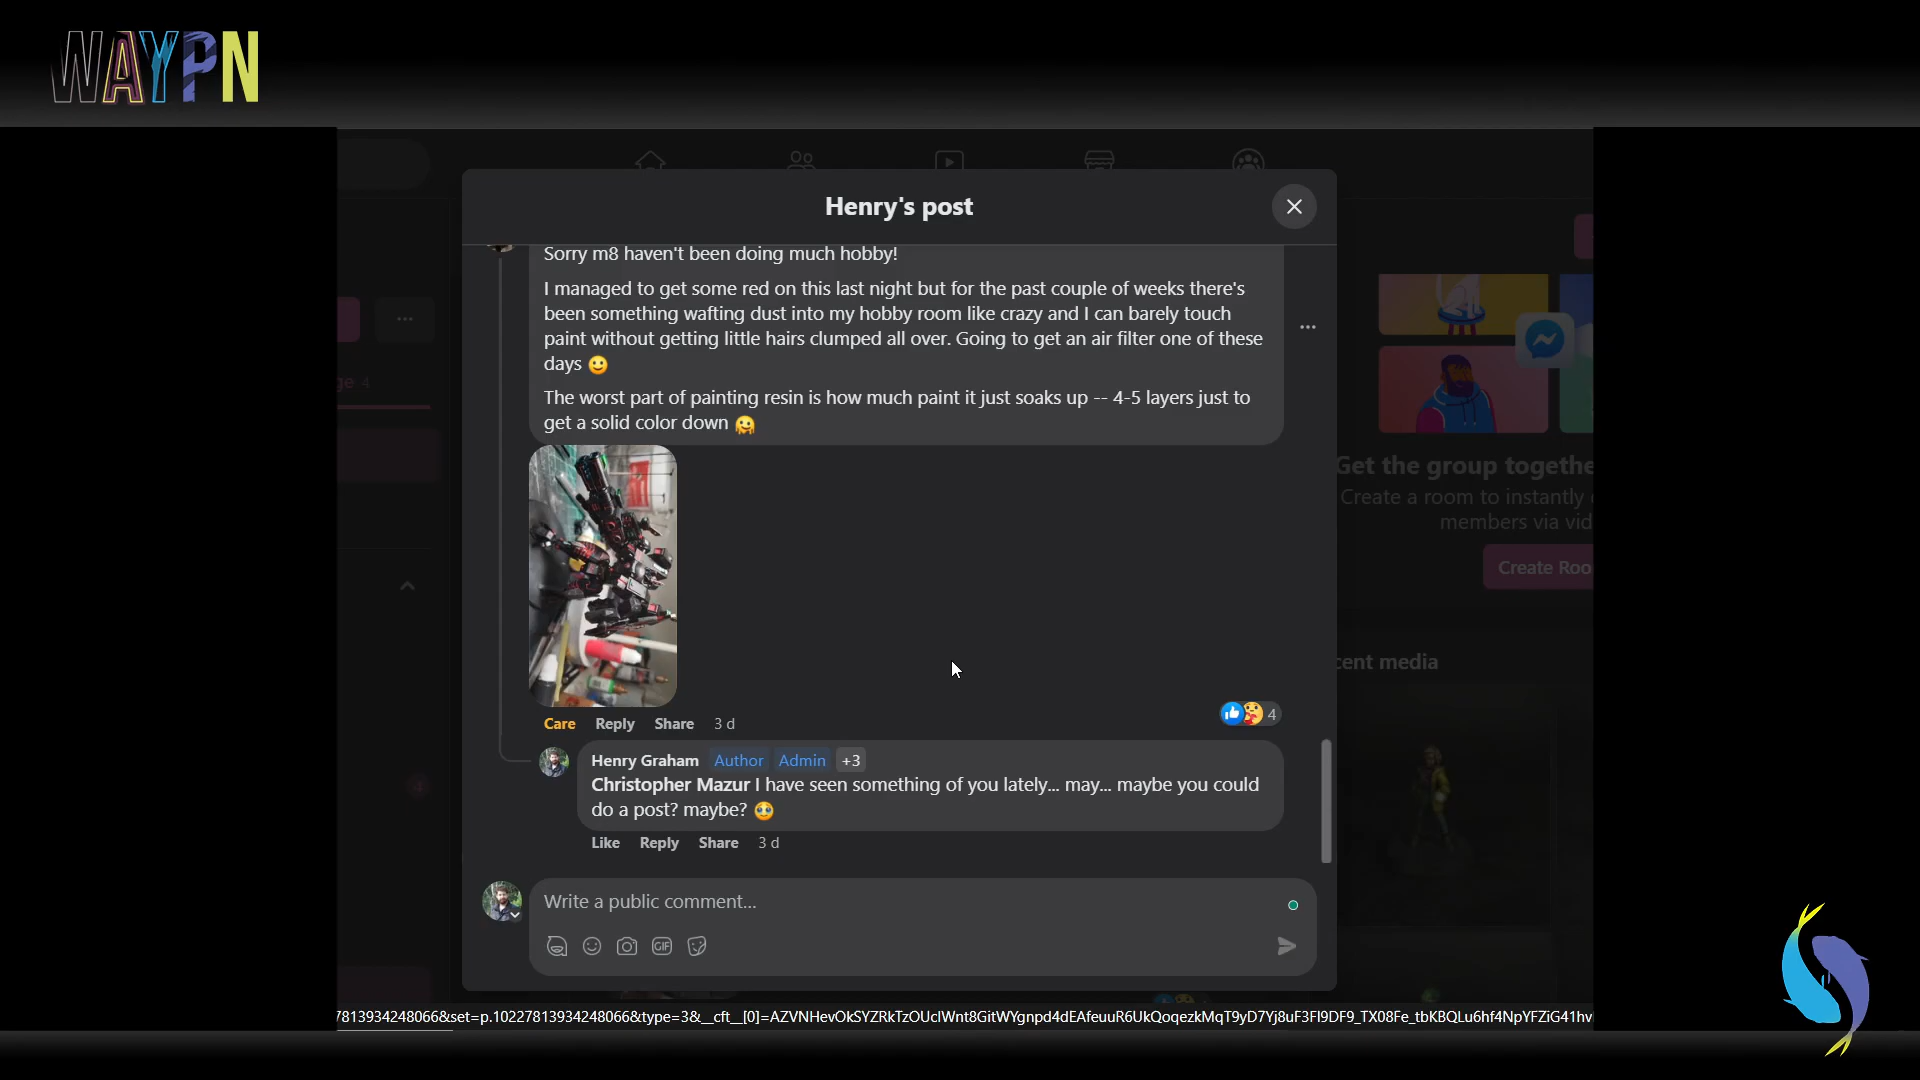 WAYPN
Henry's post
Sorry m8 haven't been doing much hobby!
I managed to get some red on this last night but for the past couple of weeks there's
been something wafting dust into my hobby room like crazy and I can barely touch
paint without getting little hairs clumped all over. Going to get an air filter one of these
days 🙂
The worst part of painting resin is how much paint it just soaks up -- 4-5 layers just to
get a solid color down 🤗
Care Reply Share 3 d
4
Henry Graham Author Admin +3
Christopher Mazur I have seen something of you lately... may... maybe you could
do a post? maybe? 🥹
Like Reply Share 3 d
Write a public comment...
GIF
ge 4
4
Get the group togethe
Create a room to instantly
members via vid
Create Roo
cent media
7813934248066&set=p.10227813934248066&type=3&__cft__[0]=AZVNHevOkSYZRkTzOUclWnt8GitWYgnpd4dEAfeuuR6UkQoqezkMqT9yD7Yj8uF3FI9DF9_TX08Fe_tbKBQLu6hf4NpYFZiG41hv